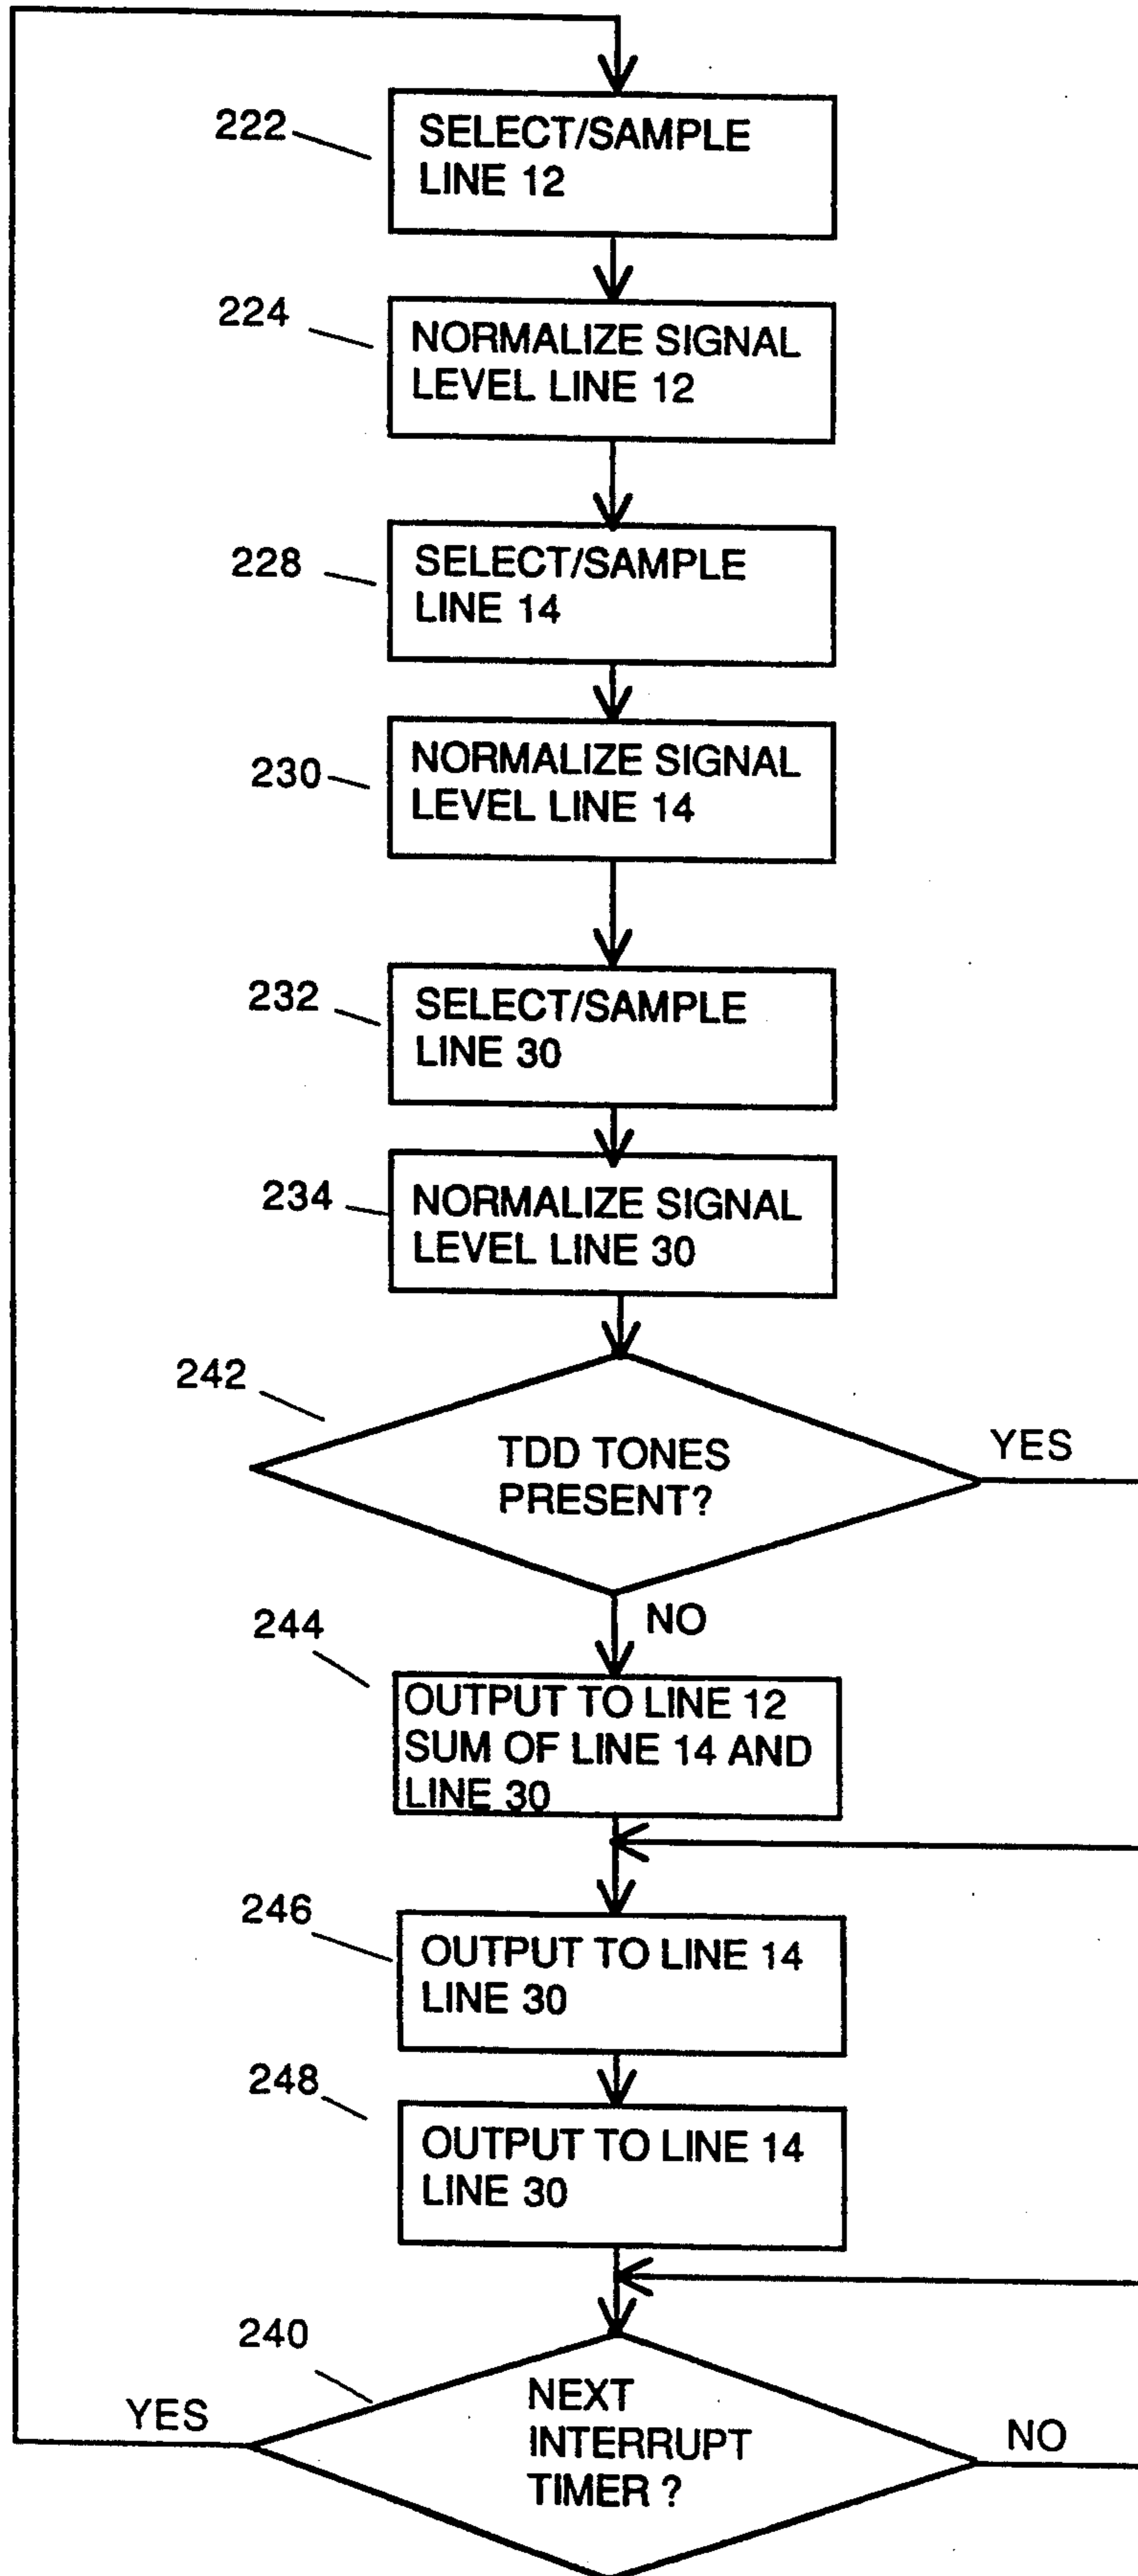 222
SELECT/SAMPLE
LINE 12
224
NORMALIZE SIGNAL
LEVEL LINE 12
228
SELECT/SAMPLE
LINE 14
230
NORMALIZE SIGNAL
LEVEL LINE 14
232
SELECT/SAMPLE
LINE 30
234
NORMALIZE SIGNAL
LEVEL LINE 30
242
TDD TONES
PRESENT?
YES
NO
244
OUTPUT TO LINE 12
SUM OF LINE 14 AND
LINE 30
246
OUTPUT TO LINE 14
LINE 30
248
OUTPUT TO LINE 14
LINE 30
240
NEXT
INTERRUPT
TIMER ?
YES
NO